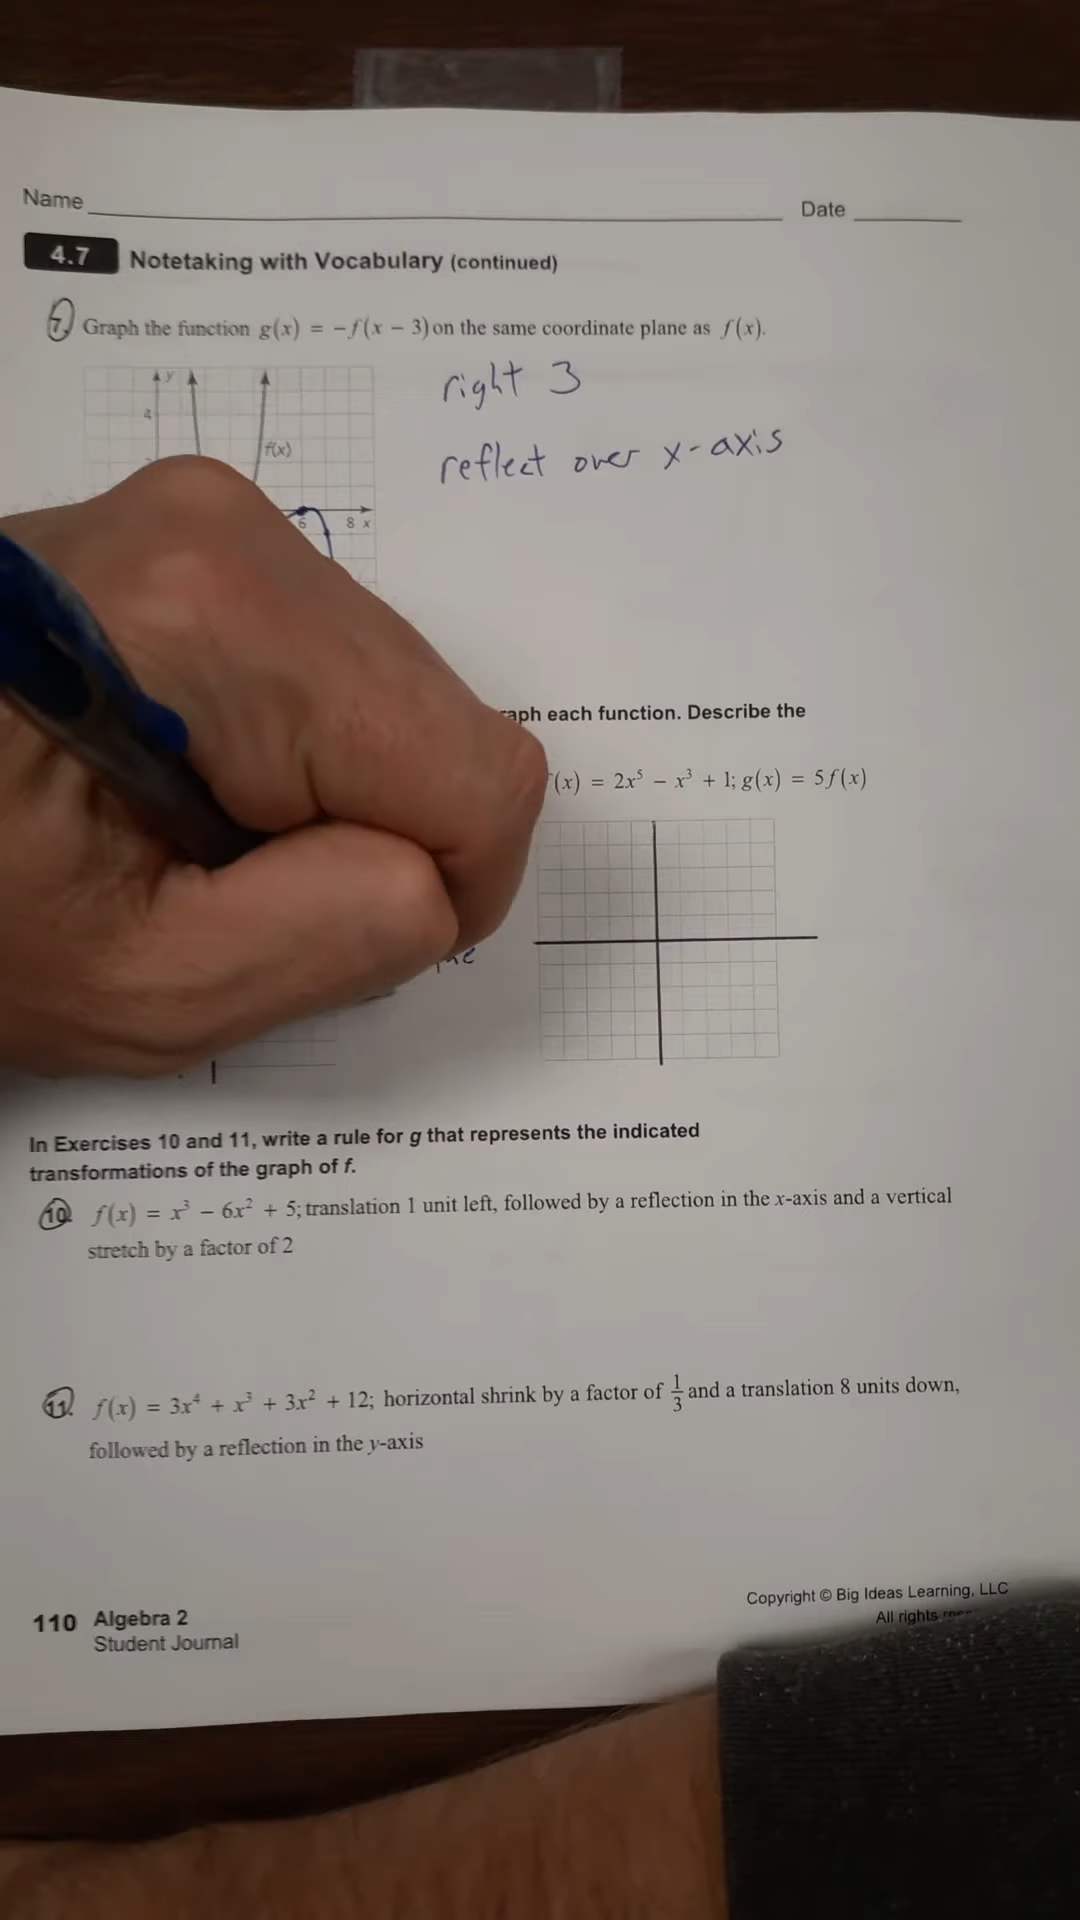 Name Date
4.7 Notetaking with Vocabulary (continued)
7. Graph the function g(x) = −f(x − 3) on the same coordinate plane as f(x).
right 3
y
4
f(x)
reflect over x-axis
6 8 x
each function. Describe the
(x) = 2x⁵ − x³ + 1; g(x) = 5f(x)
In Exercises 10 and 11, write a rule for g that represents the indicated
transformations of the graph of f.
10. f(x) = x³ − 6x² + 5; translation 1 unit left, followed by a reflection in the x-axis and a vertical
stretch by a factor of 2
11. f(x) = 3x⁴ + x³ + 3x² + 12; horizontal shrink by a factor of 1/3 and a translation 8 units down,
followed by a reflection in the y-axis
110 Algebra 2
Student Journal
Copyright © Big Ideas Learning, LLC
All rights